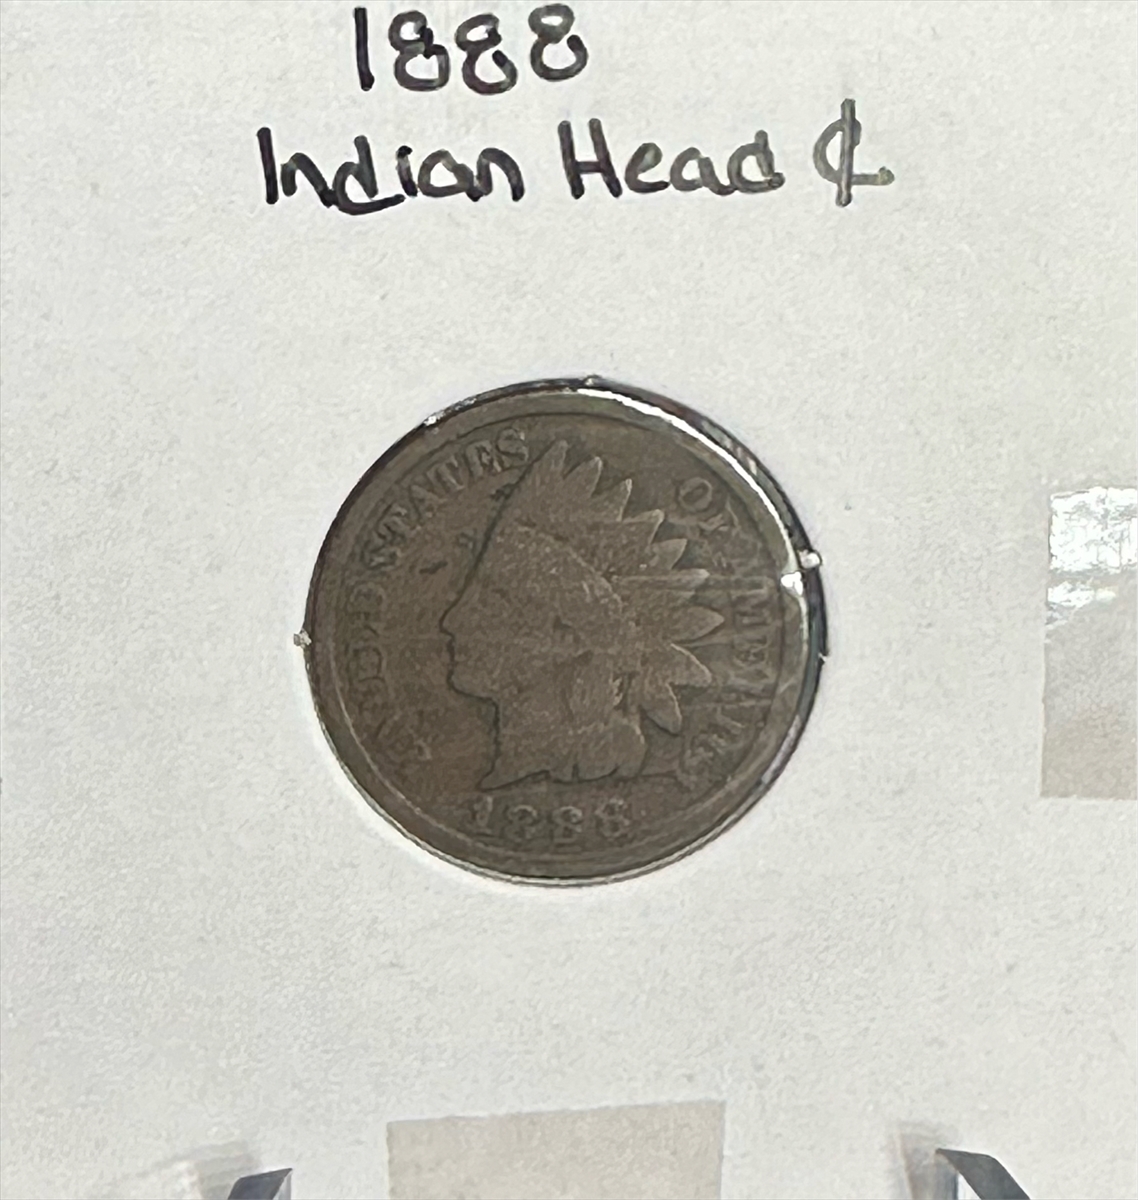 1888
Indian Head ¢
UNITED STATES OF AMERICA
1888